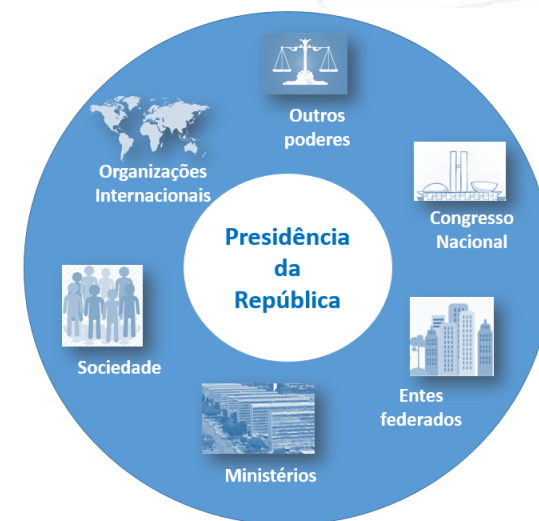 Outros
poderes
Organizações
Internacionais
Congresso
Nacional
Presidência
da
República
Sociedade
Entes
federados
Ministérios